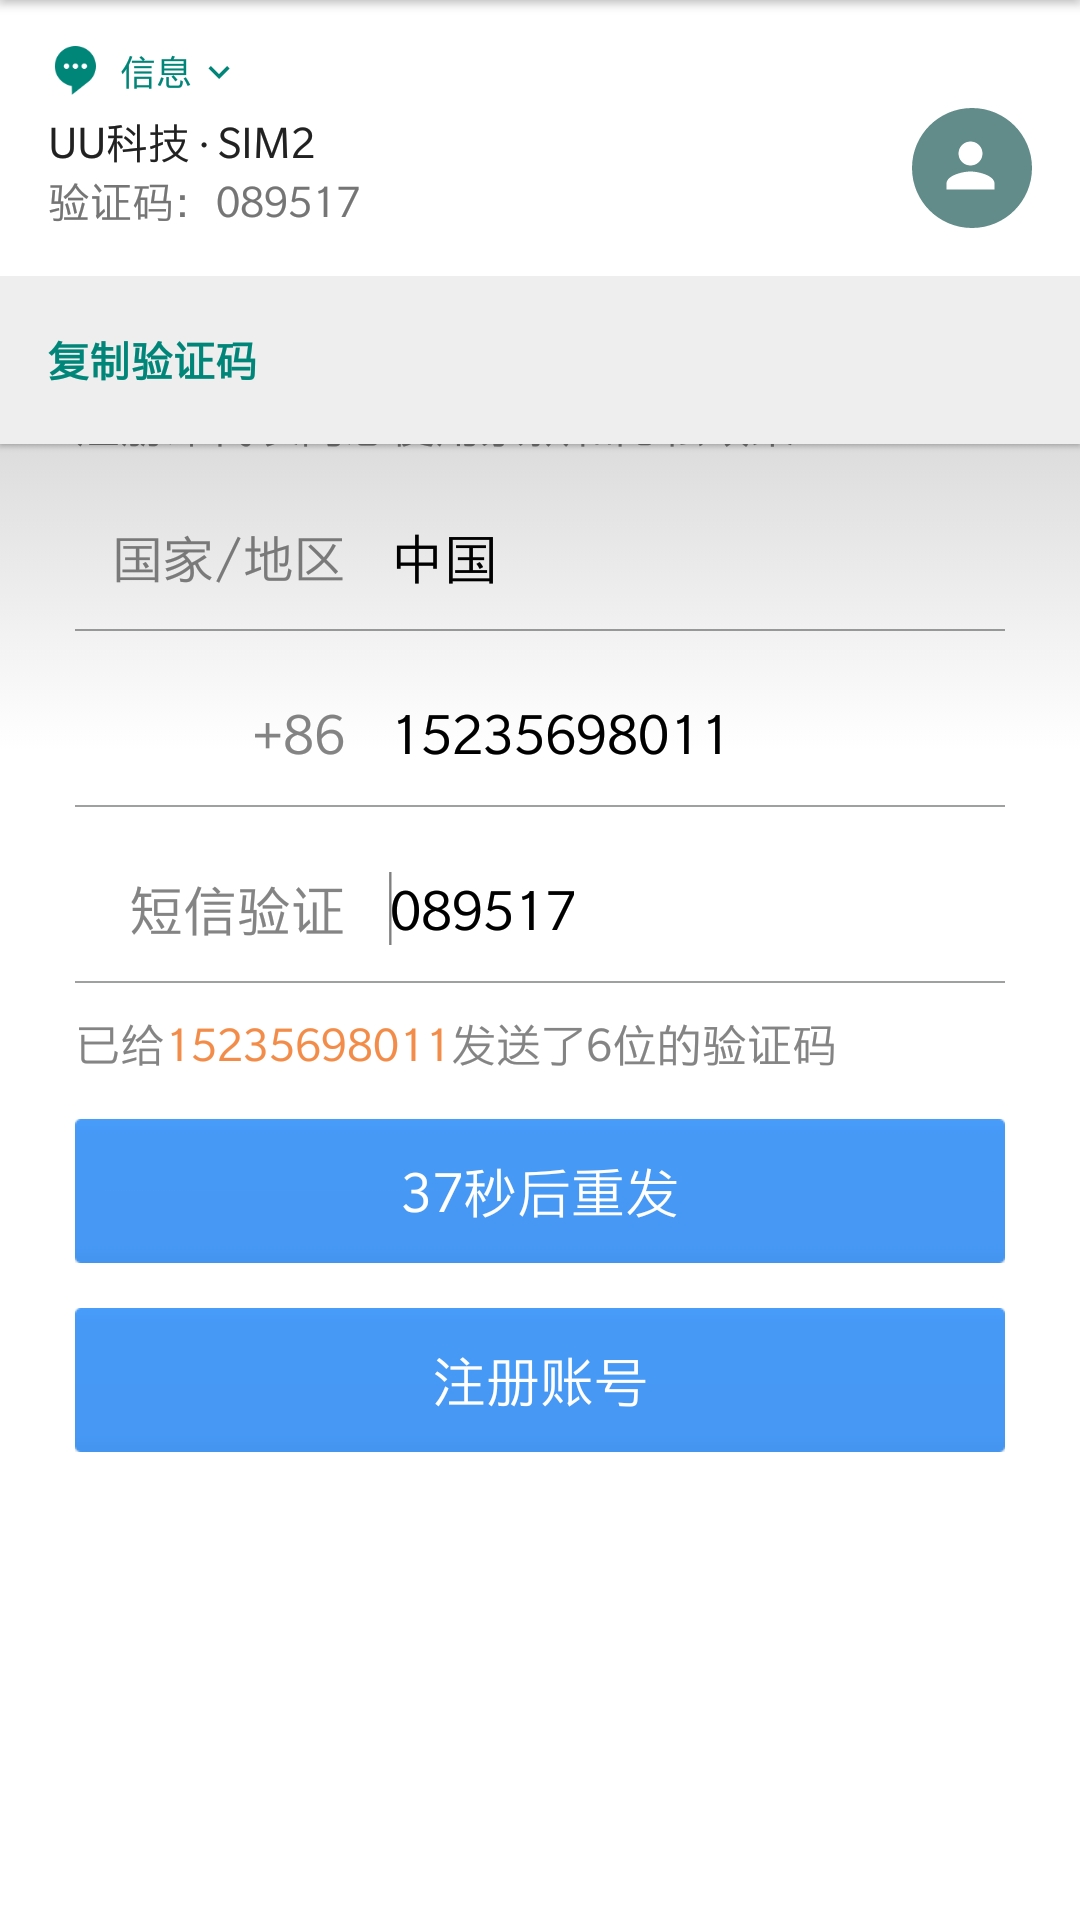 信息
UU科技 · SIM2
验证码：089517
复制验证码
国家/地区 中国
+86 15235698011
短信验证 089517
已给15235698011发送了6位的验证码
37秒后重发
注册账号